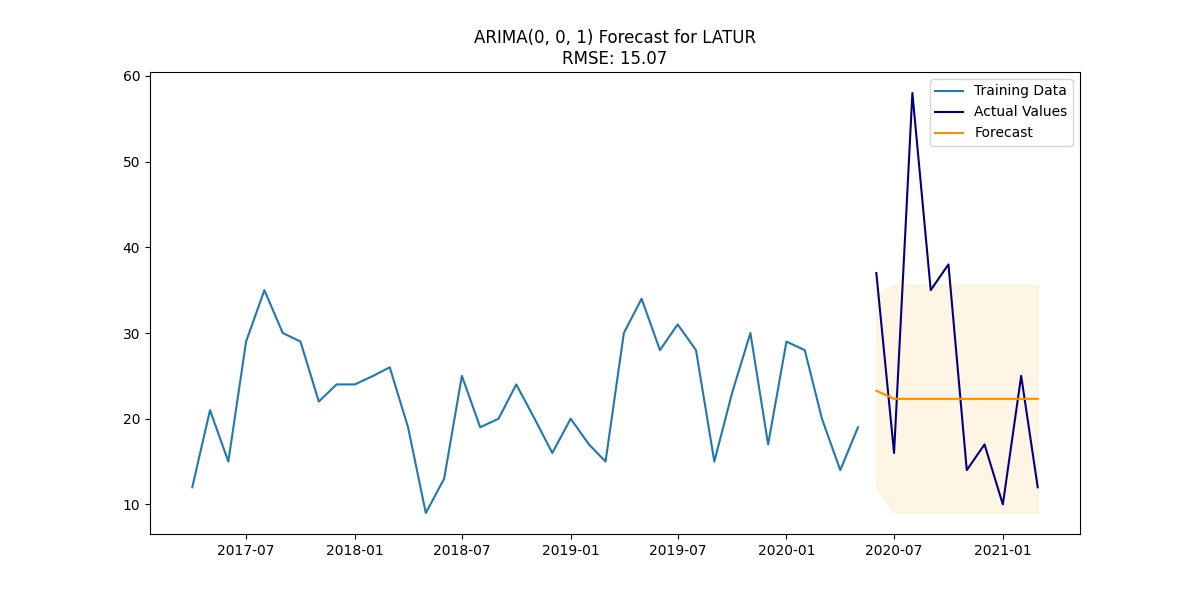 ARIMA(0, 0, 1) Forecast for LATUR
RMSE: 15.07
Training Data
Actual Values
Forecast
60
50
40
30
20
10
2017-07 2018-01 2018-07 2019-01 2019-07 2020-01 2020-07 2021-01